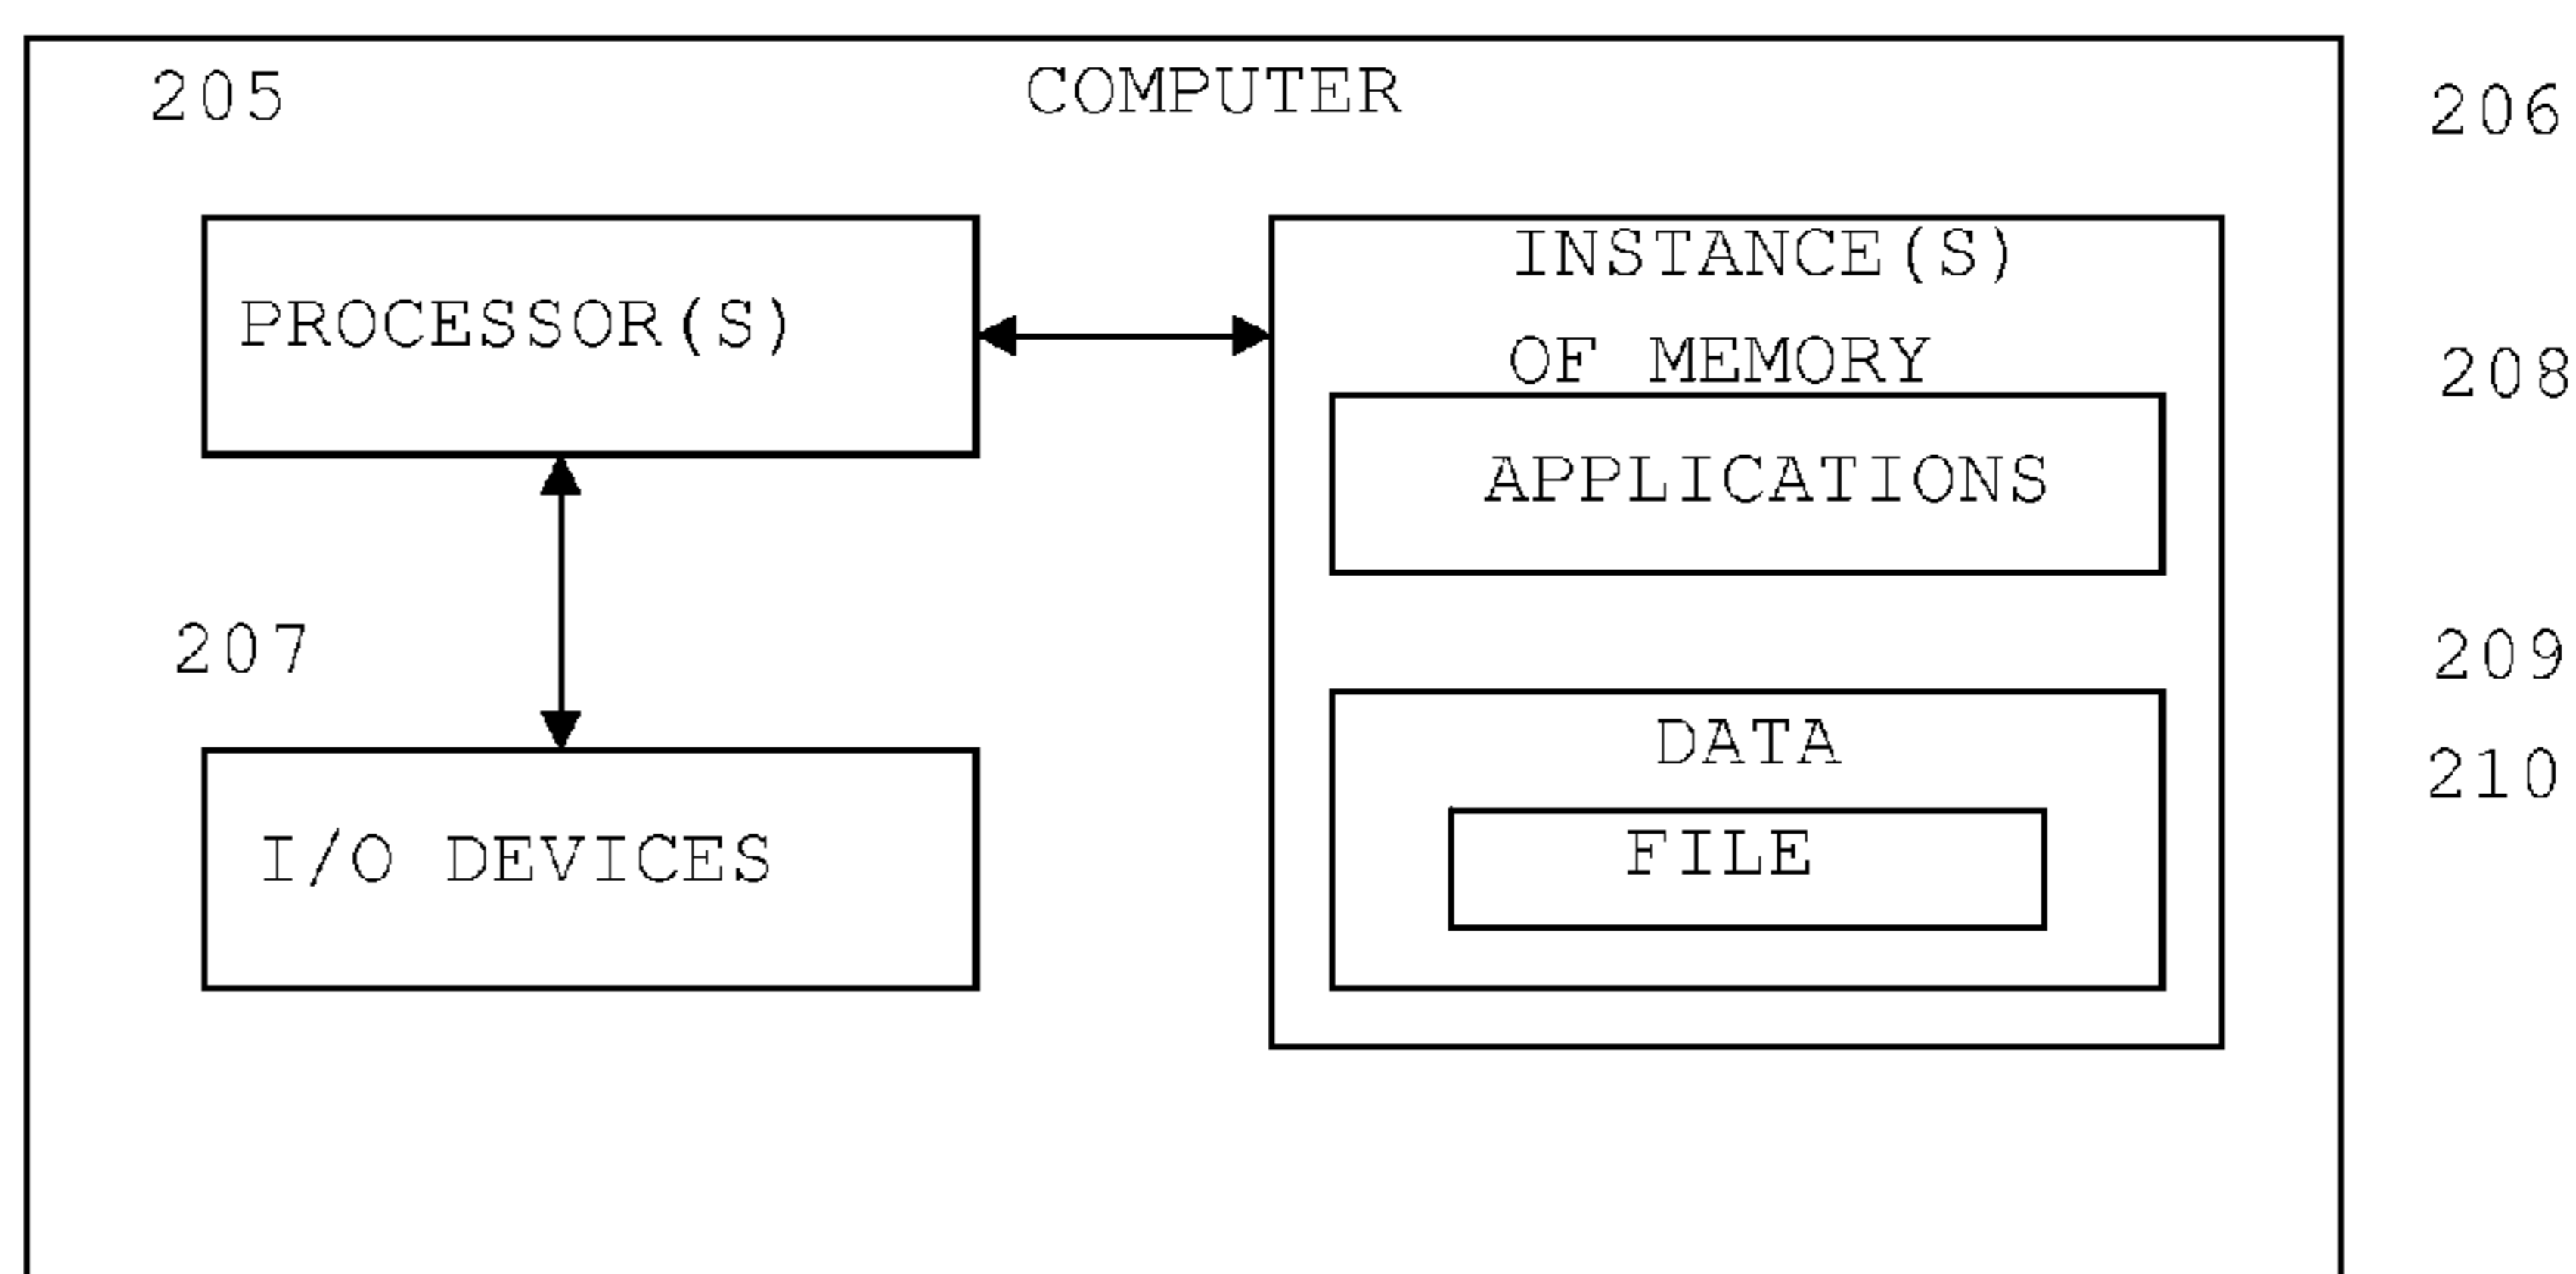 205
COMPUTER
206
PROCESSOR(S)
INSTANCE(S)
OF MEMORY
208
APPLICATIONS
207
209
DATA
210
I/O DEVICES
FILE